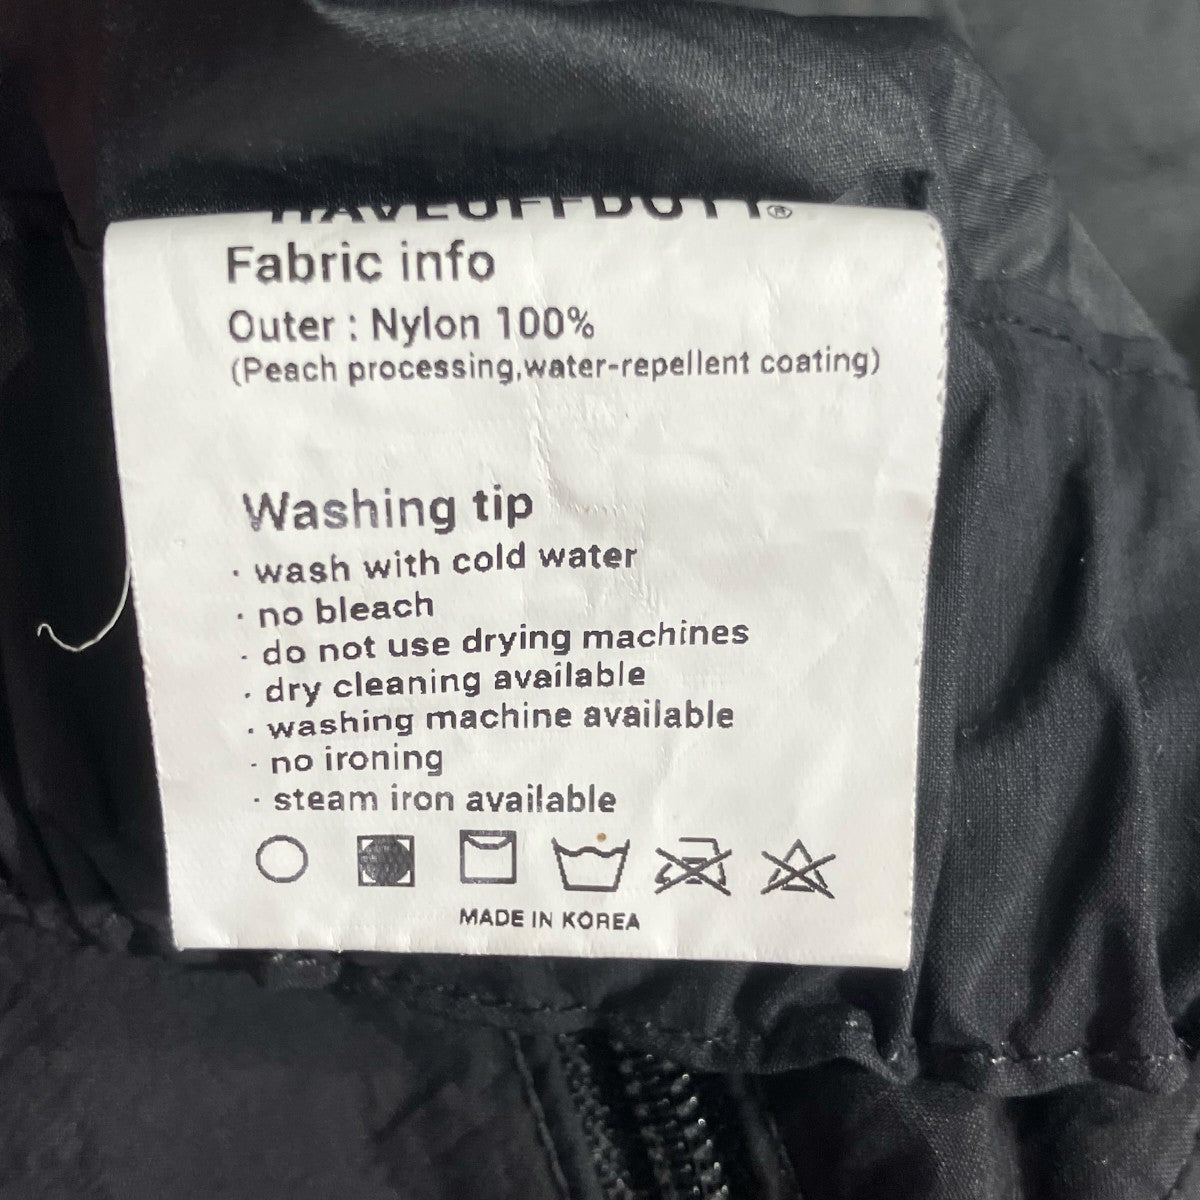 HAVEOFFDUTY®
Fabric info
Outer : Nylon 100%
(Peach processing,water-repellent coating)
Washing tip
· wash with cold water
· no bleach
· do not use drying machines
· dry cleaning available
· washing machine available
· no ironing
· steam iron available
MADE IN KOREA